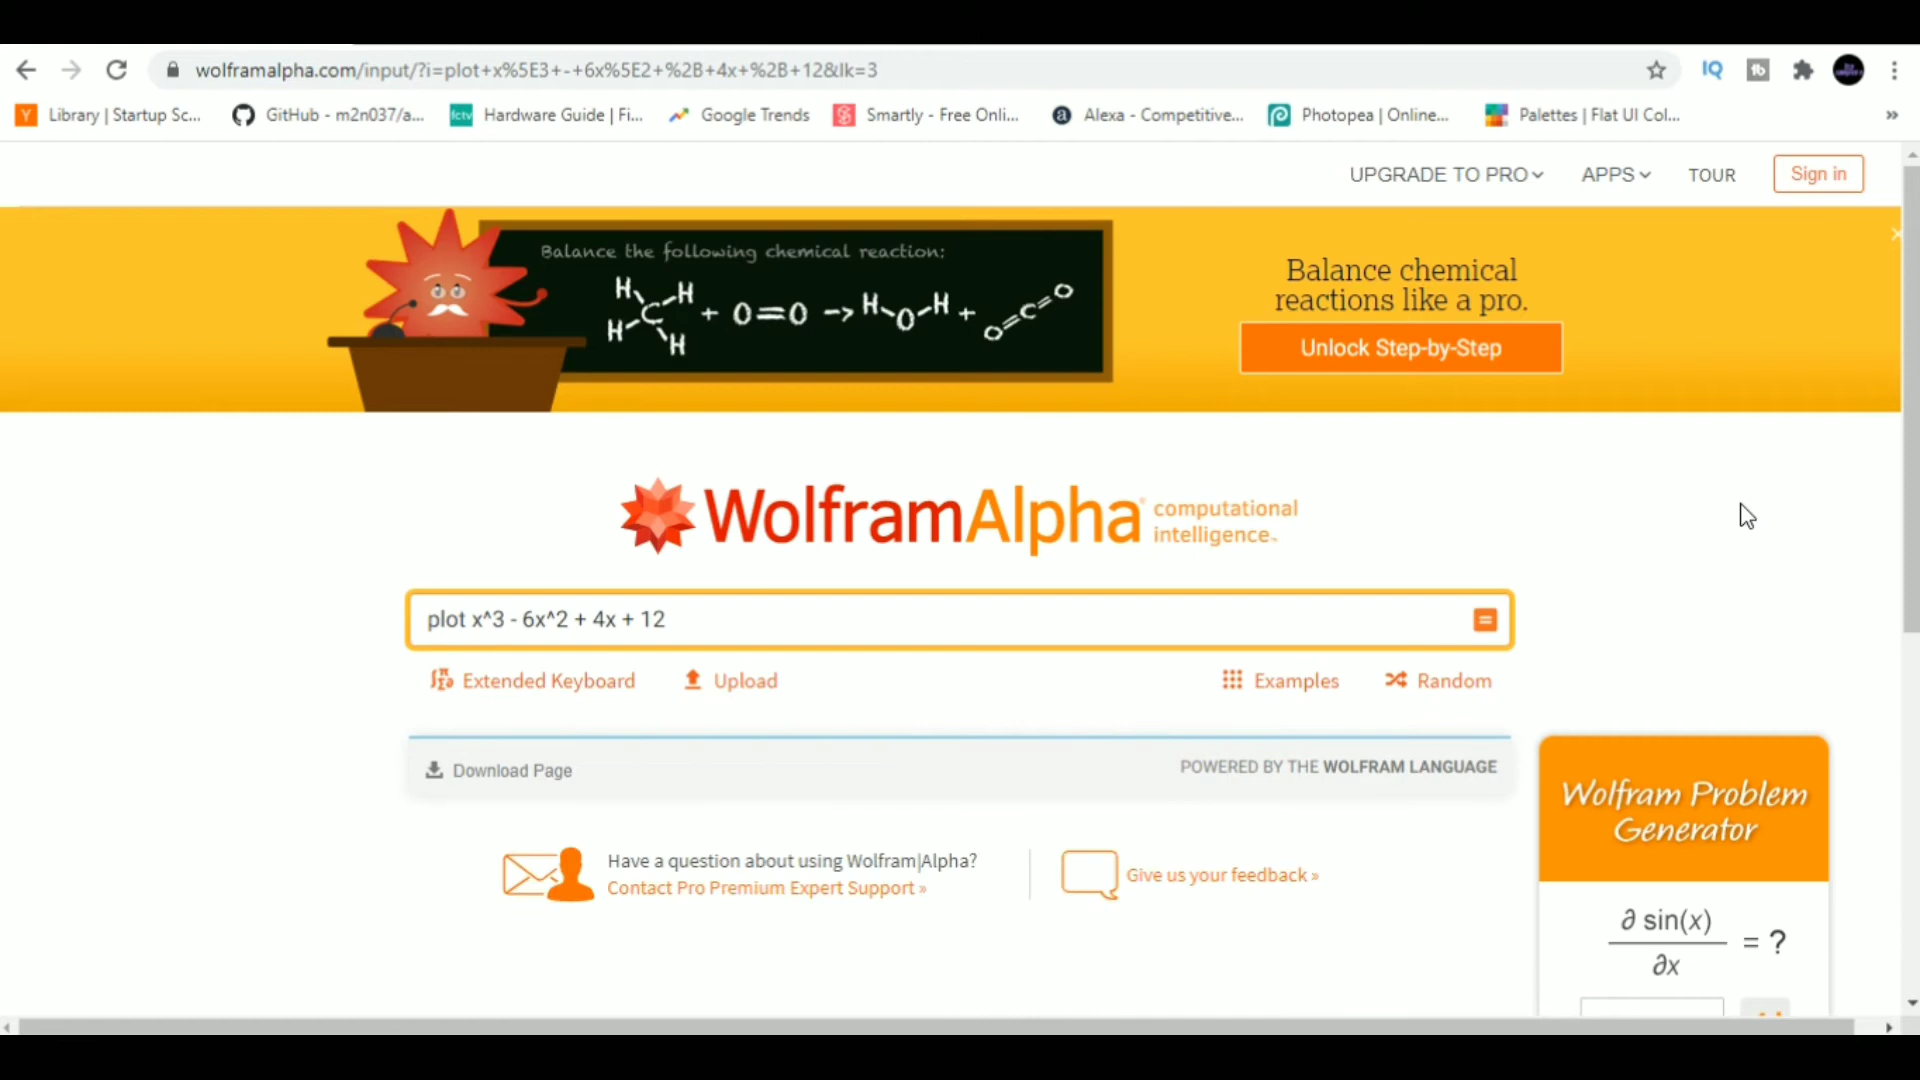 wolframalpha.com/input/?i=plot+x%5E3+-+6x%5E2+%2B+4x+%2B+12&lk=3
IQ
tb
Y Library | Startup Sc...
GitHub - m2n037/a...
fctv Hardware Guide | Fi...
Google Trends
Smartly - Free Onli...
a Alexa - Competitive...
Photopea | Online...
Palettes | Flat UI Col...
»
UPGRADE TO PRO
APPS
TOUR
Sign in
Balance the following chemical reaction:
H H C H H + O=O -> H O H + O=C=O
Balance chemical
reactions like a pro.
Unlock Step-by-Step
WolframAlpha computational
intelligence™
plot x^3 - 6x^2 + 4x + 12
=
Extended Keyboard
Upload
Examples
Random
Download Page
POWERED BY THE WOLFRAM LANGUAGE
Have a question about using Wolfram|Alpha?
Contact Pro Premium Expert Support »
Give us your feedback »
Wolfram Problem
Generator
∂ sin(x)
∂x
= ?